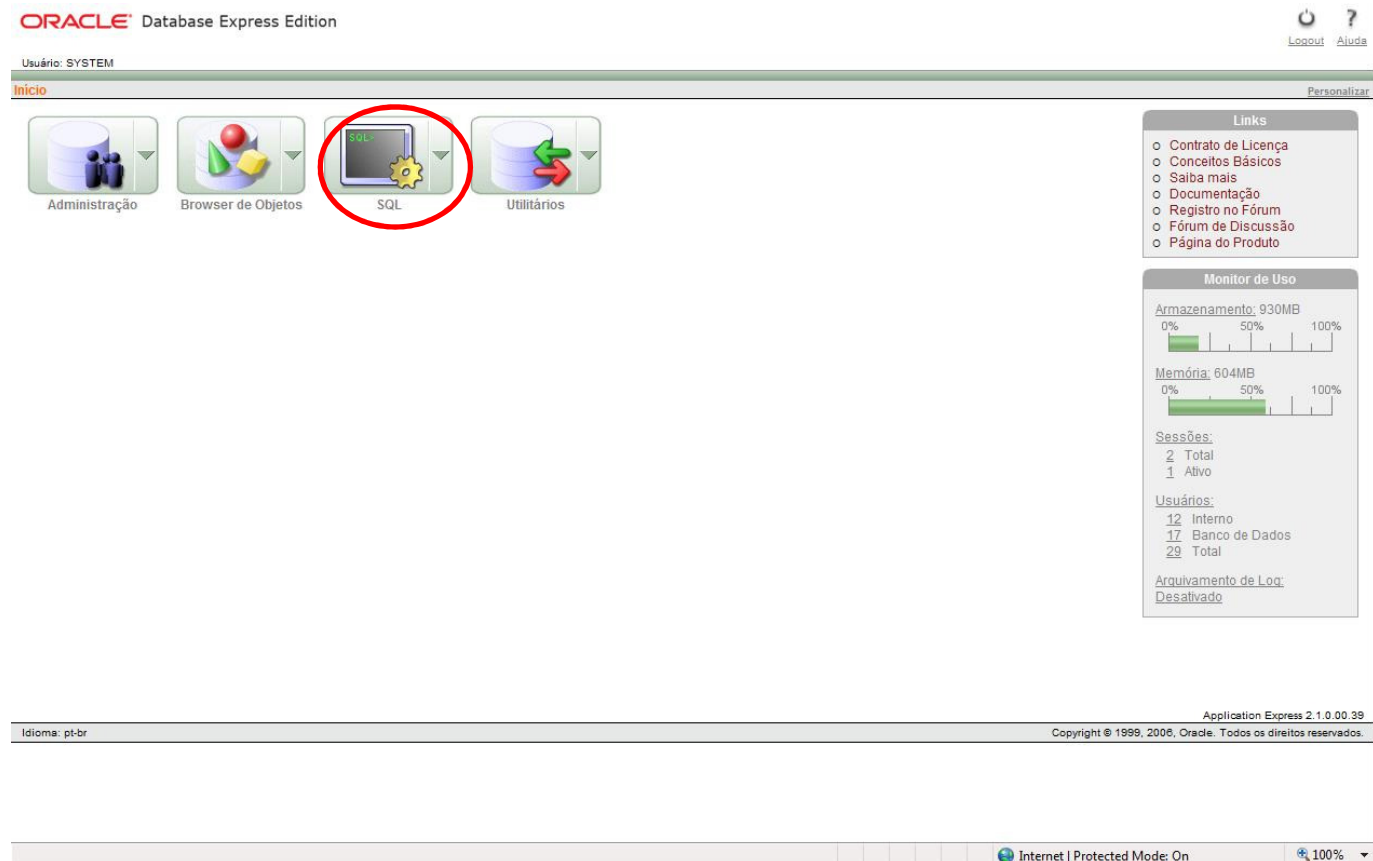 ORACLE Database Express Edition
Logout Ajuda
Usuário: SYSTEM
Início
Personalizar
SQL>
Administração
Browser de Objetos
SQL
Utilitários
Links
Contrato de Licença
Conceitos Básicos
Saiba mais
Documentação
Registro no Fórum
Fórum de Discussão
Página do Produto
Monitor de Uso
Armazenamento: 930MB
0% 50% 100%
Memória: 604MB
0% 50% 100%
Sessões:
2 Total
1 Ativo
Usuários:
12 Interno
17 Banco de Dados
29 Total
Arquivamento de Log:
Desativado
Application Express 2.1.0.00.39
Idioma: pt-br
Copyright © 1999, 2006, Oracle. Todos os direitos reservados.
Internet | Protected Mode: On
100%